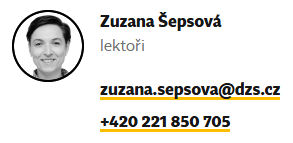 Zuzana Šepsová
lektoři
zuzana.sepsova@dzs.cz
+420 221 850 705